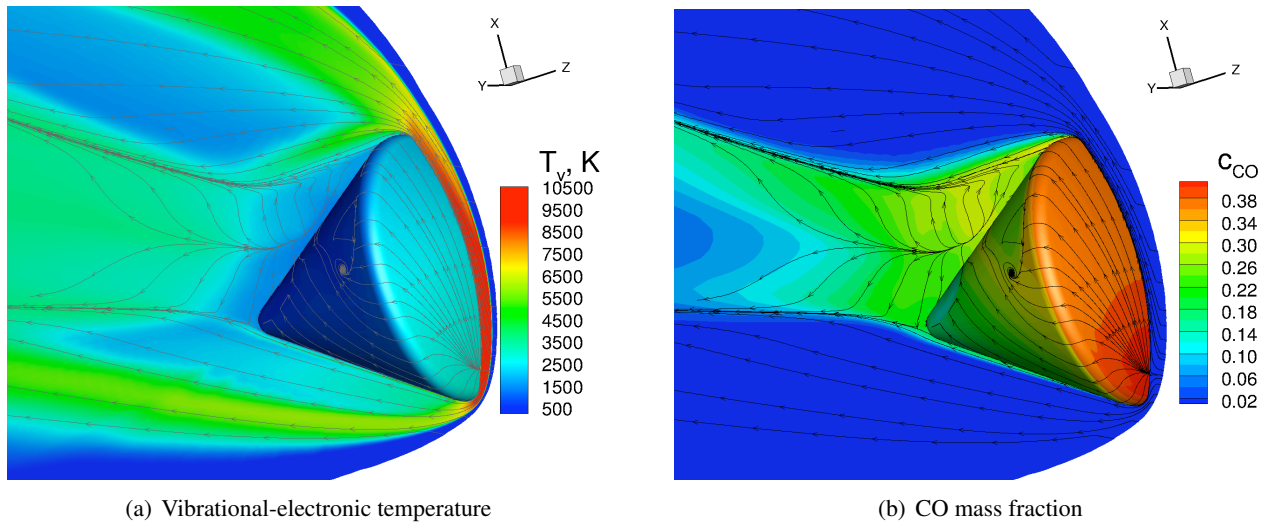 X
Y
Z
T_v, K
10500
9500
8500
7500
6500
5500
4500
3500
2500
1500
500
(a) Vibrational-electronic temperature
X
Y
Z
c_CO
0.38
0.34
0.30
0.26
0.22
0.18
0.14
0.10
0.06
0.02
(b) CO mass fraction